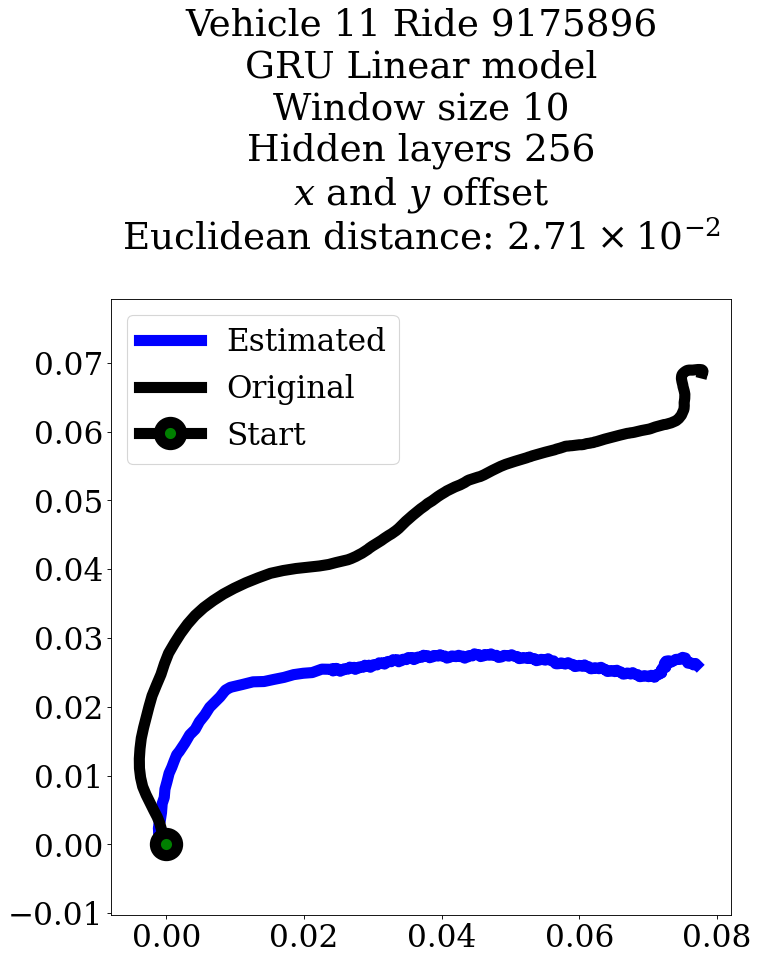 Vehicle 11 Ride 9175896
GRU Linear model
Window size 10
Hidden layers 256
x and y offset
Euclidean distance: 2.71 × 10⁻²
Estimated
Original
Start
0.07
0.06
0.05
0.04
0.03
0.02
0.01
0.00
−0.01
0.00 0.02 0.04 0.06 0.08